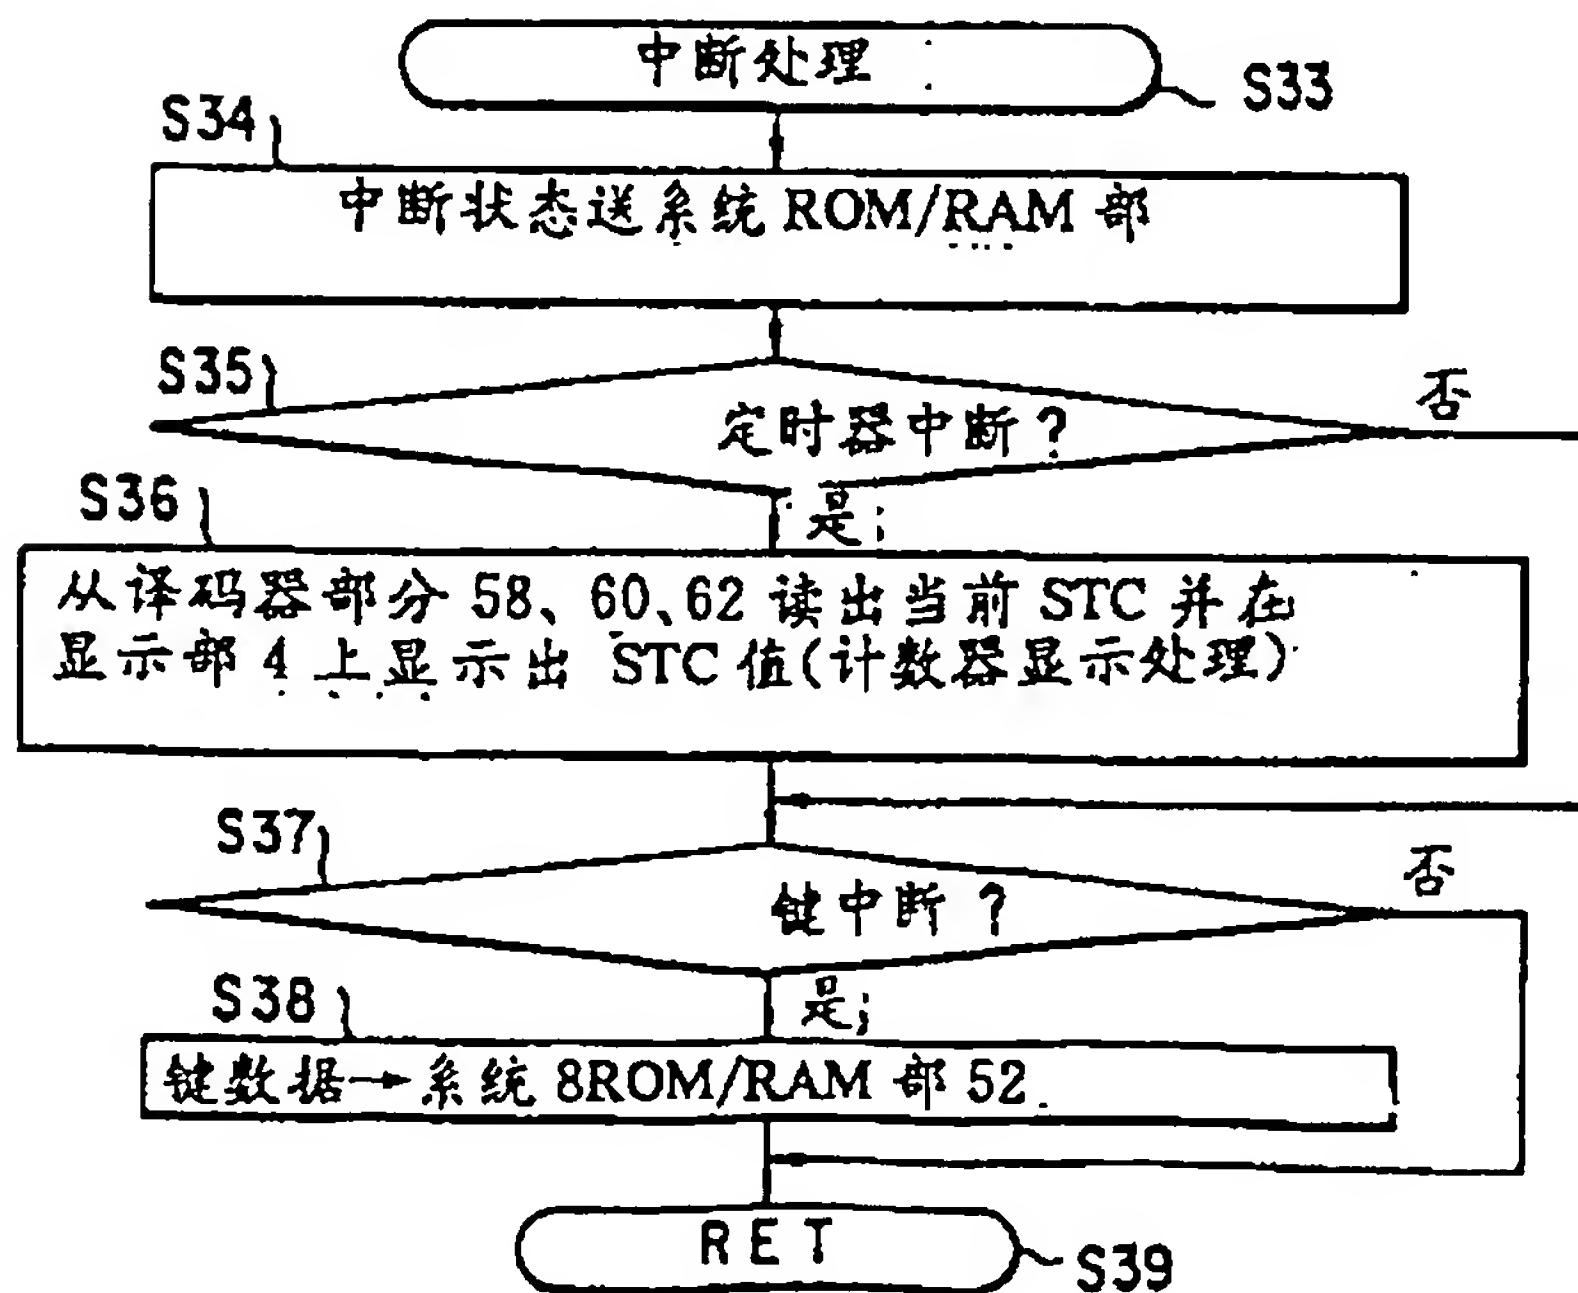 中断处理
S33
S34
中断状态送系统 ROM/RAM 部
S35
定时器中断？
否
S36
是;
从译码器部分 58、60、62 读出当前 STC 并在
显示部 4 上显示出 STC 值(计数器显示处理)
S37
键中断？
否
S38
是;
键数据→系统 8ROM/RAM 部 52
RET
S39